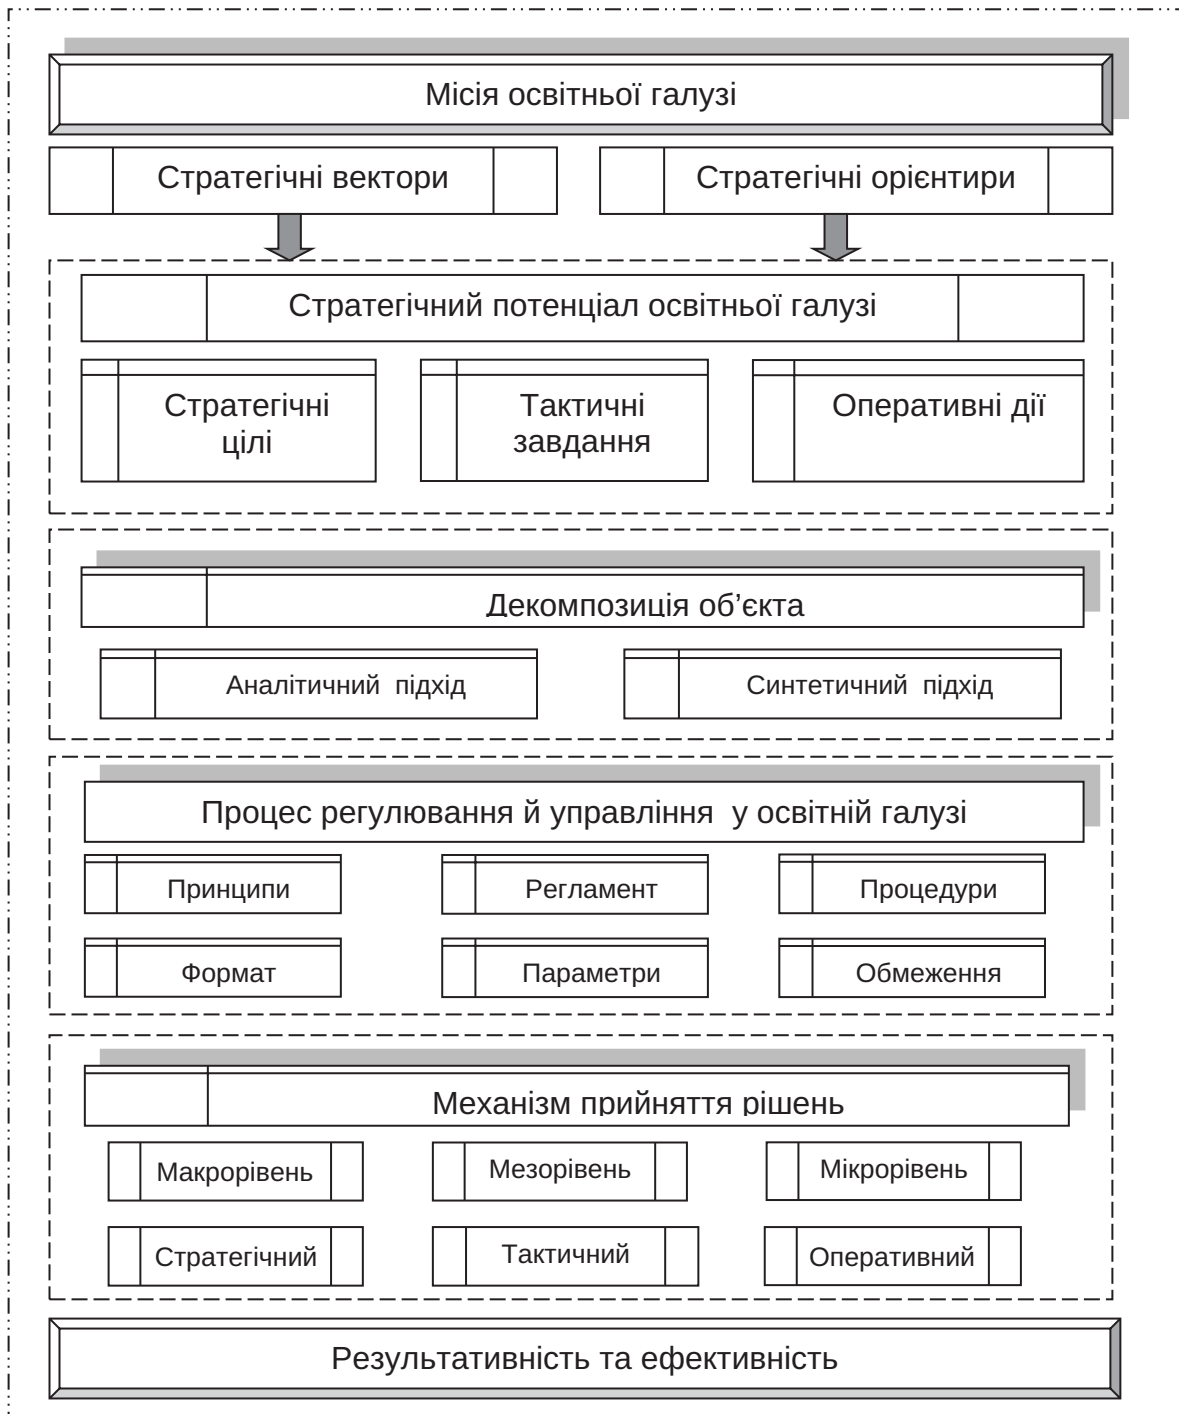 Місія освітньої галузі
Стратегічні вектори
Стратегічні орієнтири
Стратегічний потенціал освітньої галузі
Стратегічні
цілі
Тактичні
завдання
Оперативні дії
Декомпозиція об’єкта
Аналітичний підхід
Синтетичний підхід
Процес регулювання й управління у освітній галузі
Принципи
Регламент
Процедури
Формат
Параметри
Обмеження
Механізм прийняття рішень
Макрорівень
Мезорівень
Мікрорівень
Стратегічний
Тактичний
Оперативний
Результативність та ефективність